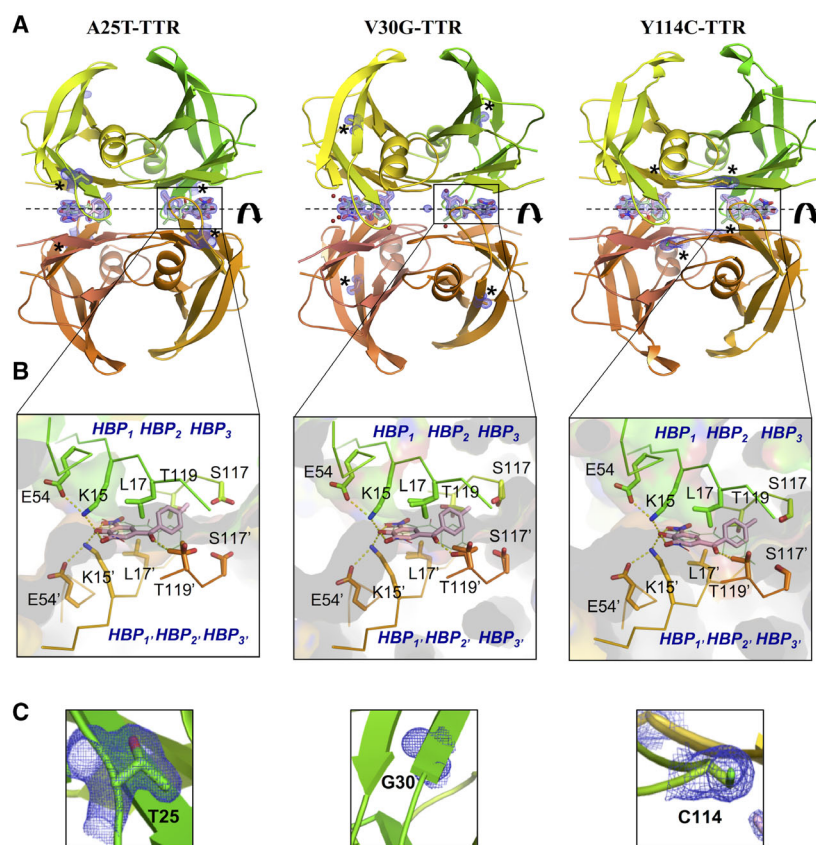 A
A25T-TTR V30G-TTR Y114C-TTR
* * * *
* * * *
* * * *
B
HBP1 HBP2 HBP3 HBP1 HBP2 HBP3 HBP1 HBP2 HBP3
E54 K15 L17 T119 S117
E54' K15' L17' T119' S117'
HBP1' HBP2' HBP3'
E54 K15 L17 T119 S117
E54' K15' L17' T119' S117'
HBP1' HBP2' HBP3'
E54 K15 L17 T119 S117
E54' K15' L17' T119' S117'
HBP1' HBP2' HBP3'
C
T25 G30 C114